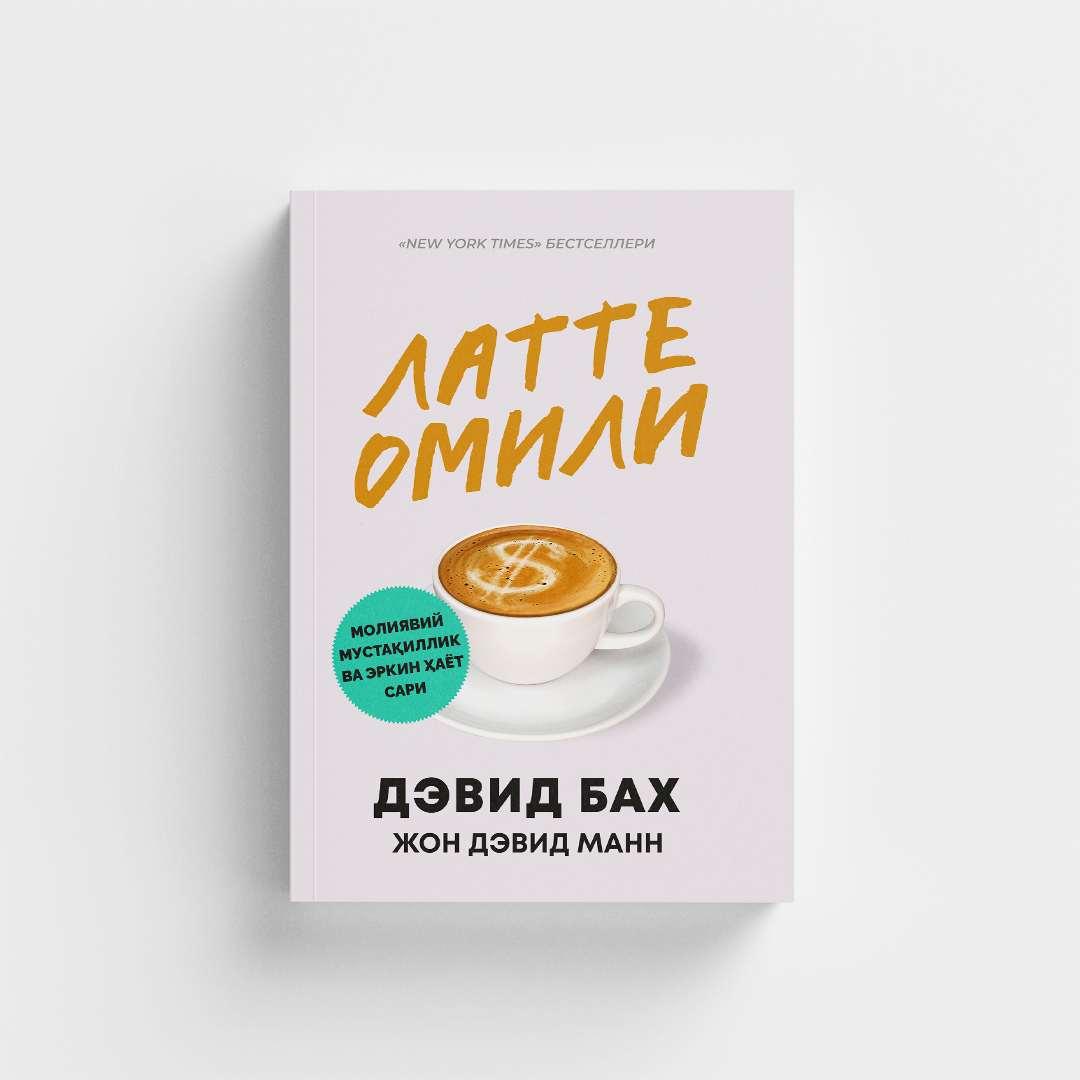 «NEW YORK TIMES» БЕСТСЕЛЛЕРИ
ЛАТТЕ
ОМИЛИ
МОЛИЯВИЙ
МУСТАҚИЛЛИК
ВА ЭРКИН ҲАЁТ
САРИ
ДЭВИД БАХ
ЖОН ДЭВИД МАНН